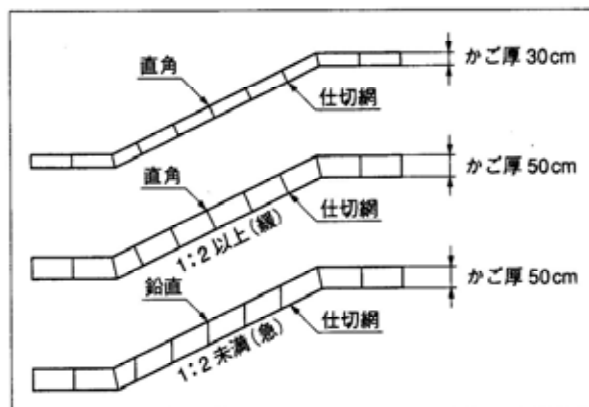 直角
かご厚 30cm
仕切網
直角
かご厚 50cm
仕切網
1:2以上(緩)
鉛直
かご厚 50cm
仕切網
1:2未満(急)